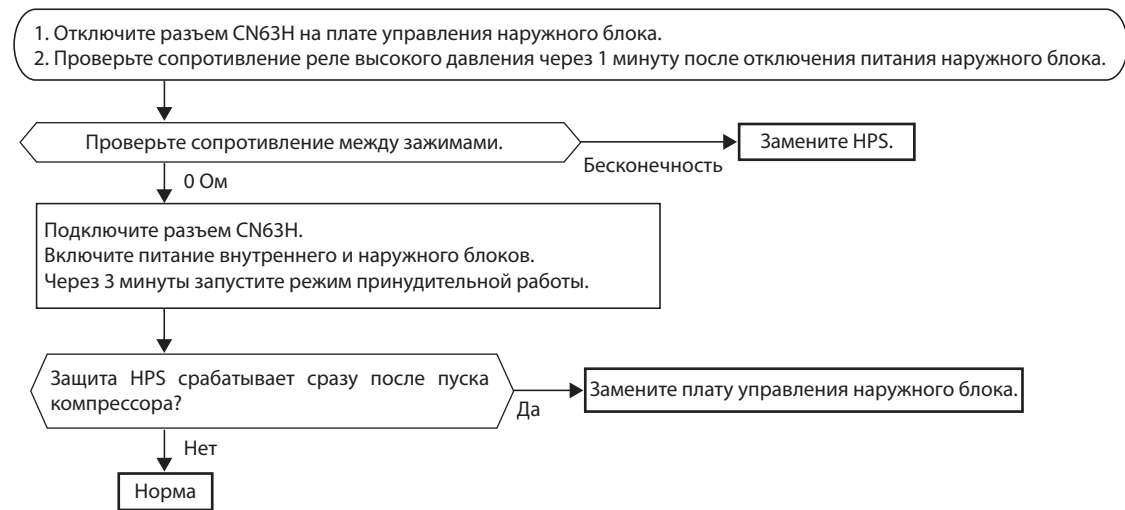 1. Отключите разъем CN63H на плате управления наружного блока.
2. Проверьте сопротивление реле высокого давления через 1 минуту после отключения питания наружного блока.
Проверьте сопротивление между зажимами.
Замените HPS.
Бесконечность
0 Ом
Подключите разъем CN63H.
Включите питание внутреннего и наружного блоков.
Через 3 минуты запустите режим принудительной работы.
Защита HPS срабатывает сразу после пуска
компрессора?
Замените плату управления наружного блока.
Да
Нет
Норма